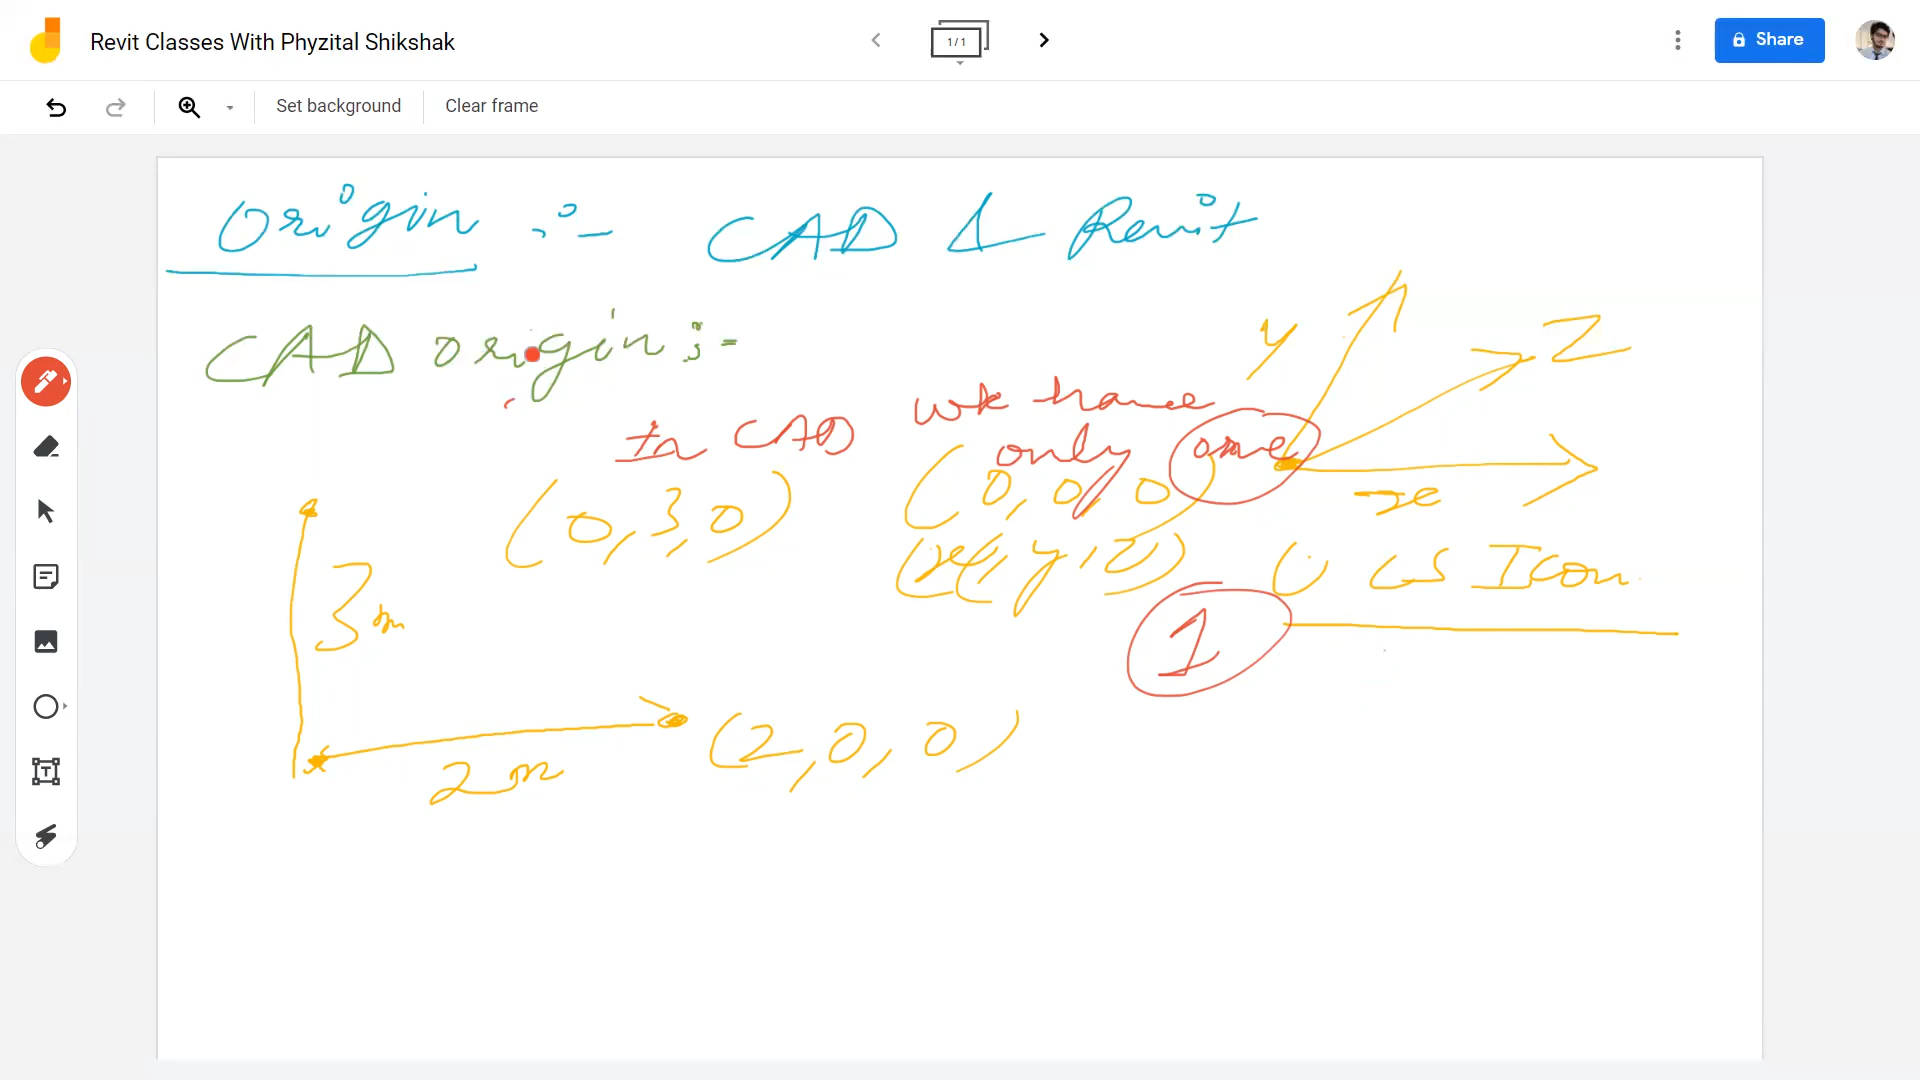 Revit Classes With Phyzital Shikshak
1/1
Share
Set background
Clear frame
Origin :- CAD & Revit
CAD origin :=
y
Z
In CAD we have
only one
(0,3,0)
(0,0,0)
x
3m
(x, y, z)
UCS Icon
1
2m
(2,0,0)